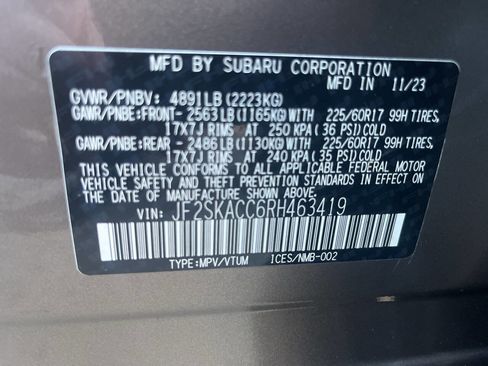 MFD BY SUBARU CORPORATION
MFD IN 11/23
GVWR/PNBV: 4891LB(2223KG)
GAWR/PNBE:FRONT- 2563LB(1165KG)WITH 225/60R17 99H TIRES,
17X7J RIMS AT 250 KPA( 36 PSI)COLD
GAWR/PNBE:REAR - 2486LB(1130KG)WITH 225/60R17 99H TIRES,
17X7J RIMS AT 240 KPA( 35 PSI)COLD
THIS VEHICLE CONFORMS TO ALL APPLICABLE FEDERAL MOTOR
VEHICLE SAFETY AND THEFT PREVENTION STANDARDS IN EFFECT
ON THE DATE OF MANUFACTURE SHOWN ABOVE.
VIN: JF2SKACC6RH463419
TYPE:MPV/VTUM ICES/NMB-002